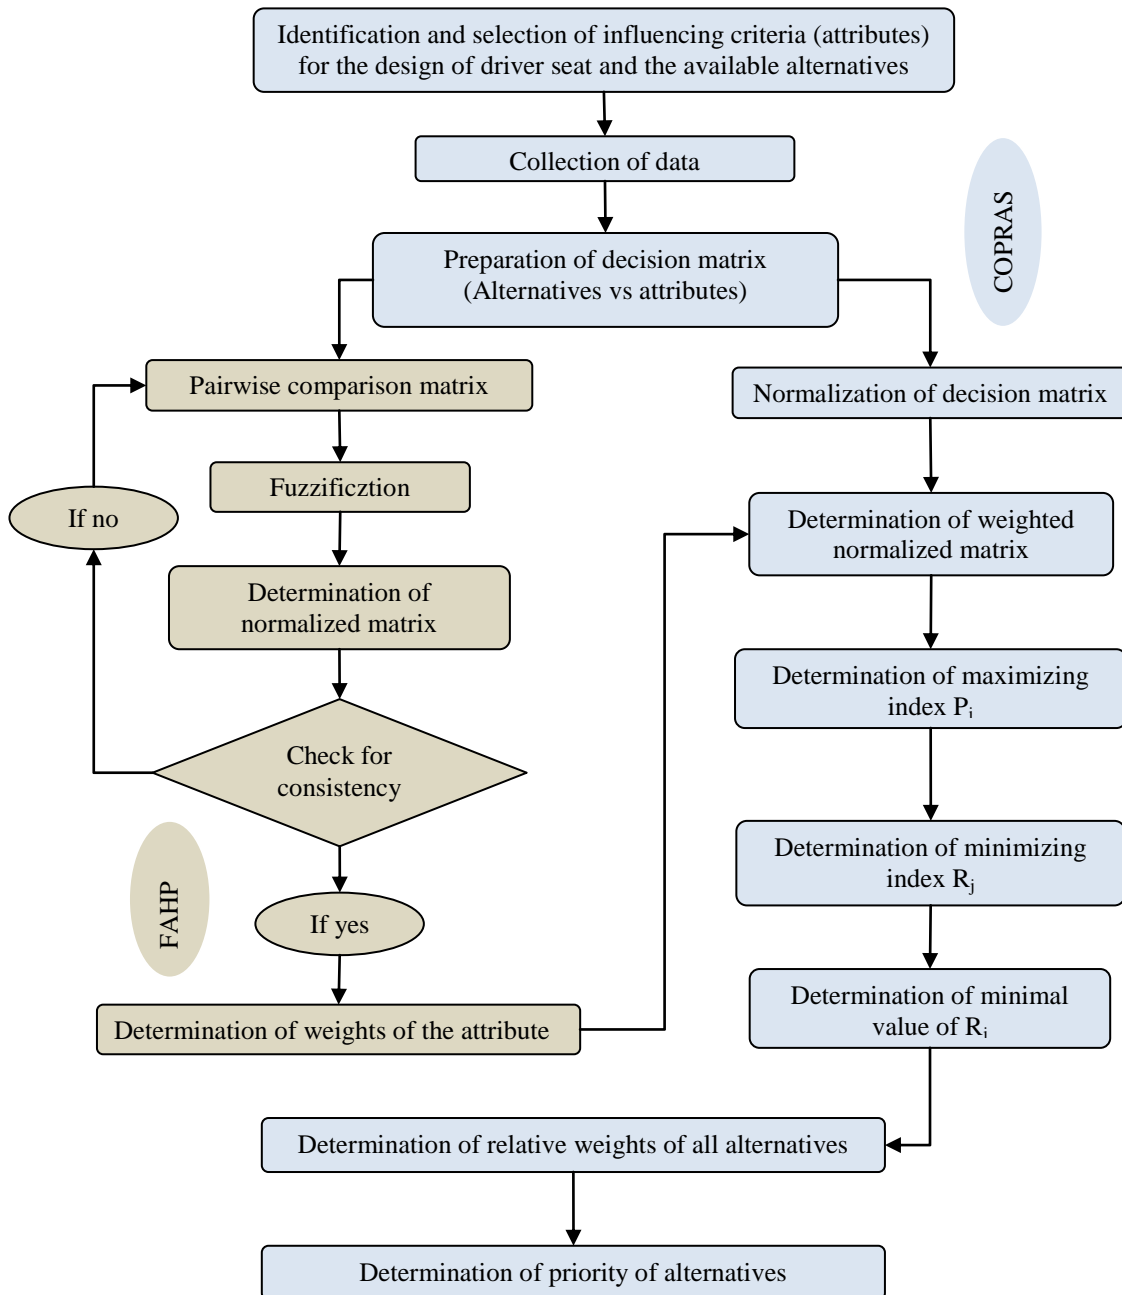 Identification and selection of influencing criteria (attributes)
for the design of driver seat and the available alternatives
Collection of data
COPRAS
Preparation of decision matrix
(Alternatives vs attributes)
Pairwise comparison matrix
Normalization of decision matrix
Fuzzificztion
If no
Determination of weighted
normalized matrix
Determination of
normalized matrix
Determination of maximizing
index Pᵢ
Check for
consistency
Determination of minimizing
index Rⱼ
FAHP
If yes
Determination of minimal
value of Rᵢ
Determination of weights of the attribute
Determination of relative weights of all alternatives
Determination of priority of alternatives